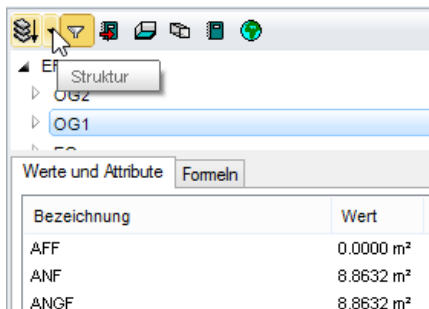 Struktur
OG2
OG1
Werte und Attribute
Formeln
Bezeichnung Wert
AFF 0.0000 m²
ANF 8.8632 m²
ANGF 8.8632 m²